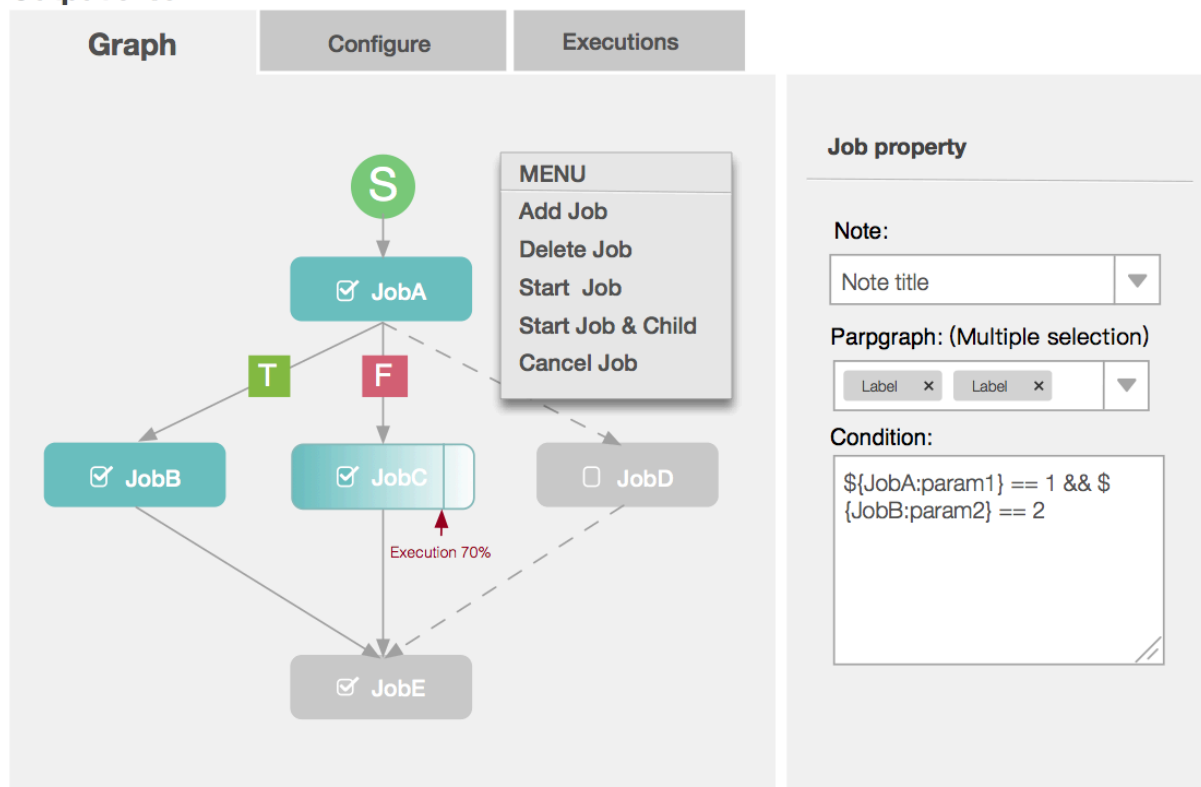 Graph
Configure
Executions
S
MENU
Add Job
Delete Job
Start Job
Start Job & Child
Cancel Job
JobA
T
F
JobB
JobC
JobD
Execution 70%
JobE
Job property
Note:
Note title
Parpgraph: (Multiple selection)
Label × Label ×
Condition:
${JobA:param1} == 1 && $
{JobB:param2} == 2